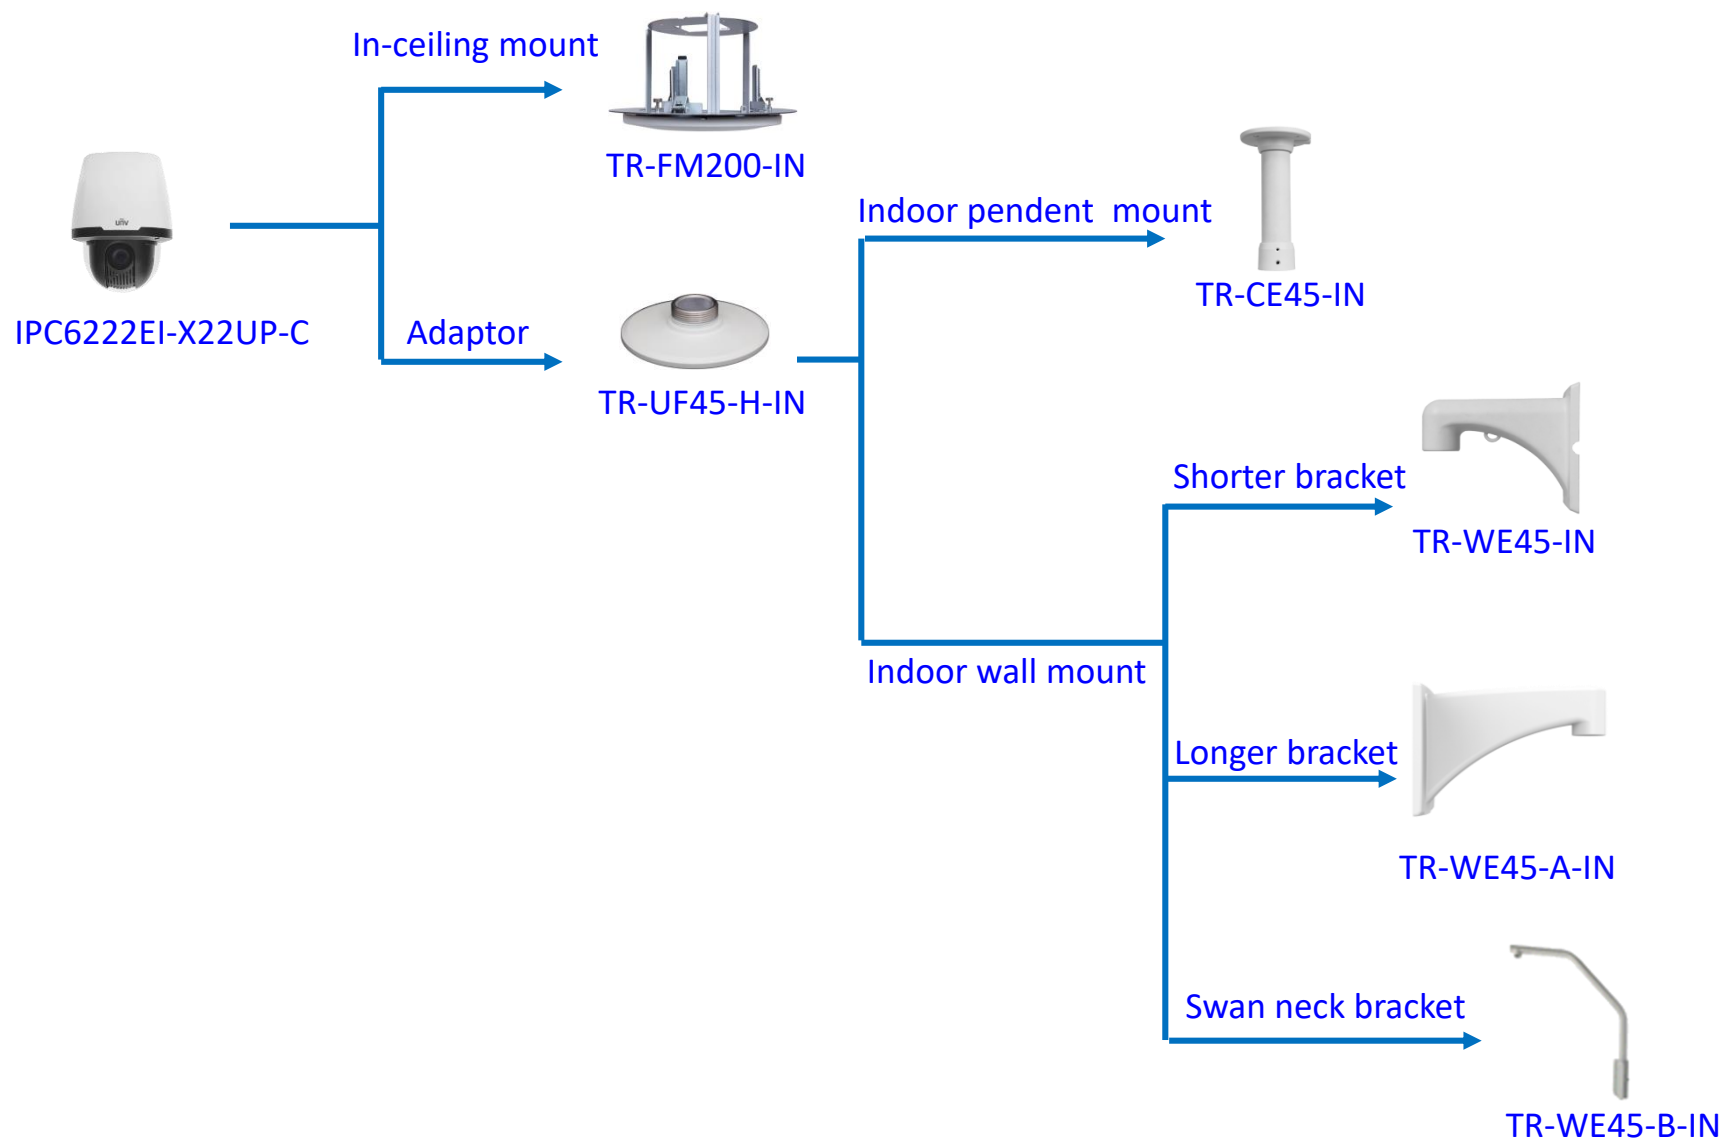 In-ceiling mount
TR-FM200-IN
unv
IPC6222EI-X22UP-C
Adaptor
TR-UF45-H-IN
Indoor pendent  mount
TR-CE45-IN
Shorter bracket
TR-WE45-IN
Indoor wall mount
Longer bracket
TR-WE45-A-IN
Swan neck bracket
TR-WE45-B-IN